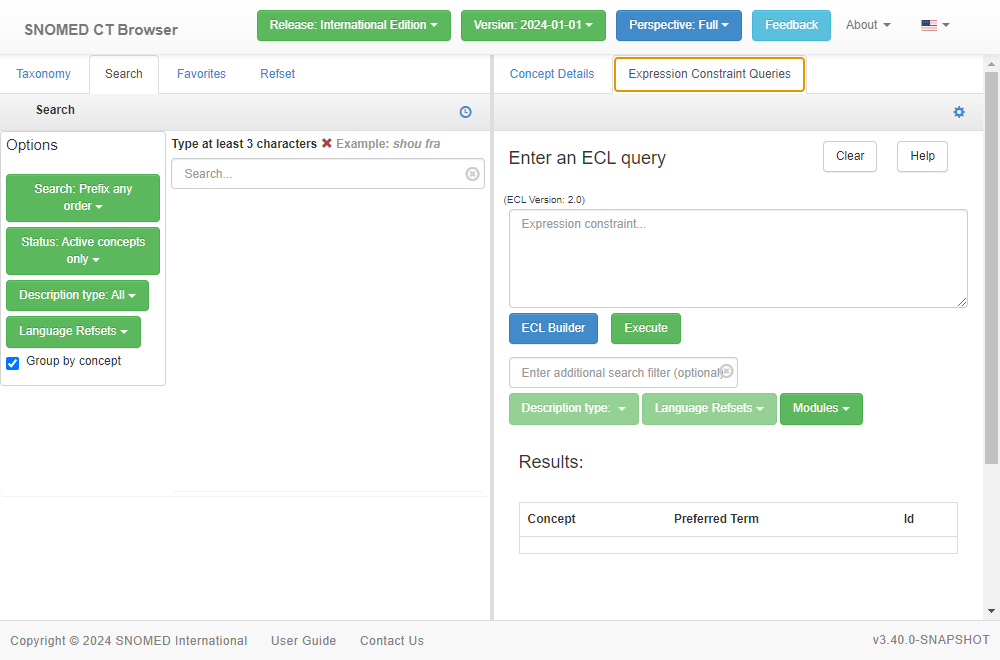 SNOMED CT Browser
Release: International Edition
Version: 2024-01-01
Perspective: Full
Feedback
About
Taxonomy
Search
Favorites
Refset
Search
Options
Search: Prefix any
order
Status: Active concepts
only
Description type: All
Language Refsets
Group by concept
Type at least 3 characters ✖ Example: shou fra
Search...
Concept Details
Expression Constraint Queries
Enter an ECL query
Clear
Help
(ECL Version: 2.0)
Expression constraint...
ECL Builder
Execute
Enter additional search filter (optional)
Description type:
Language Refsets
Modules
Results:
Concept Preferred Term Id
Copyright © 2024 SNOMED International
User Guide
Contact Us
v3.40.0-SNAPSHOT